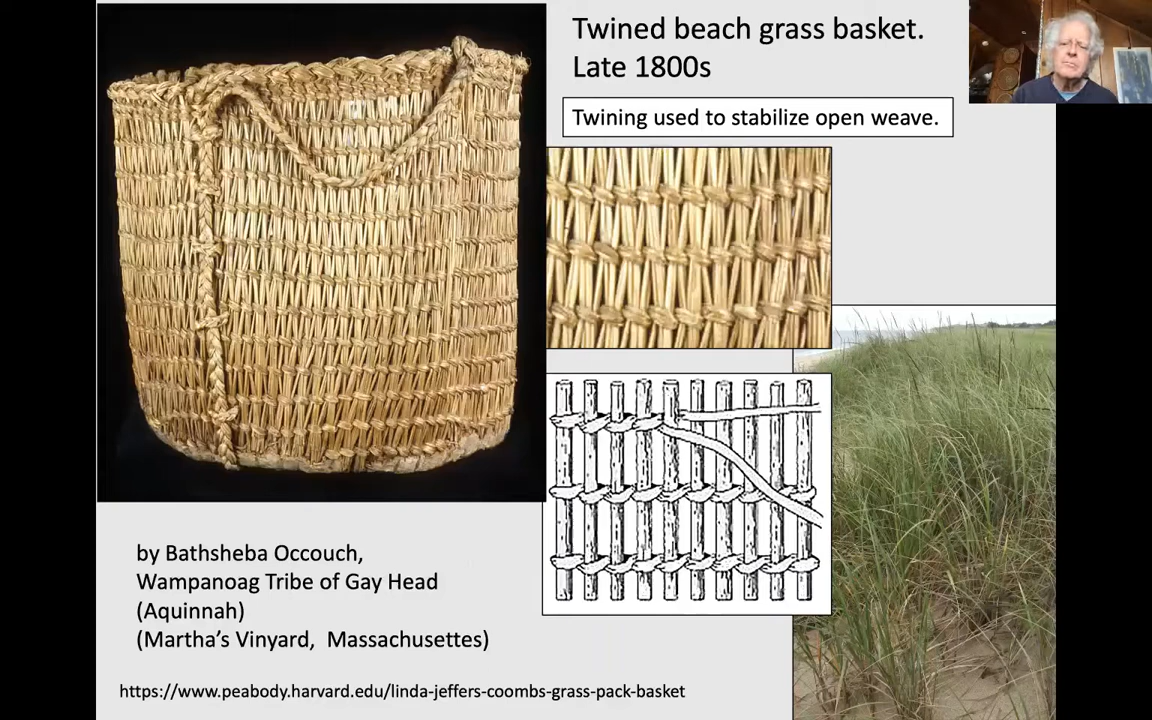 Twined beach grass basket.
Late 1800s
Twining used to stabilize open weave.
by Bathsheba Occouch,
Wampanoag Tribe of Gay Head
(Aquinnah)
(Martha's Vinyard,  Massachusettes)
https://www.peabody.harvard.edu/linda-jeffers-coombs-grass-pack-basket